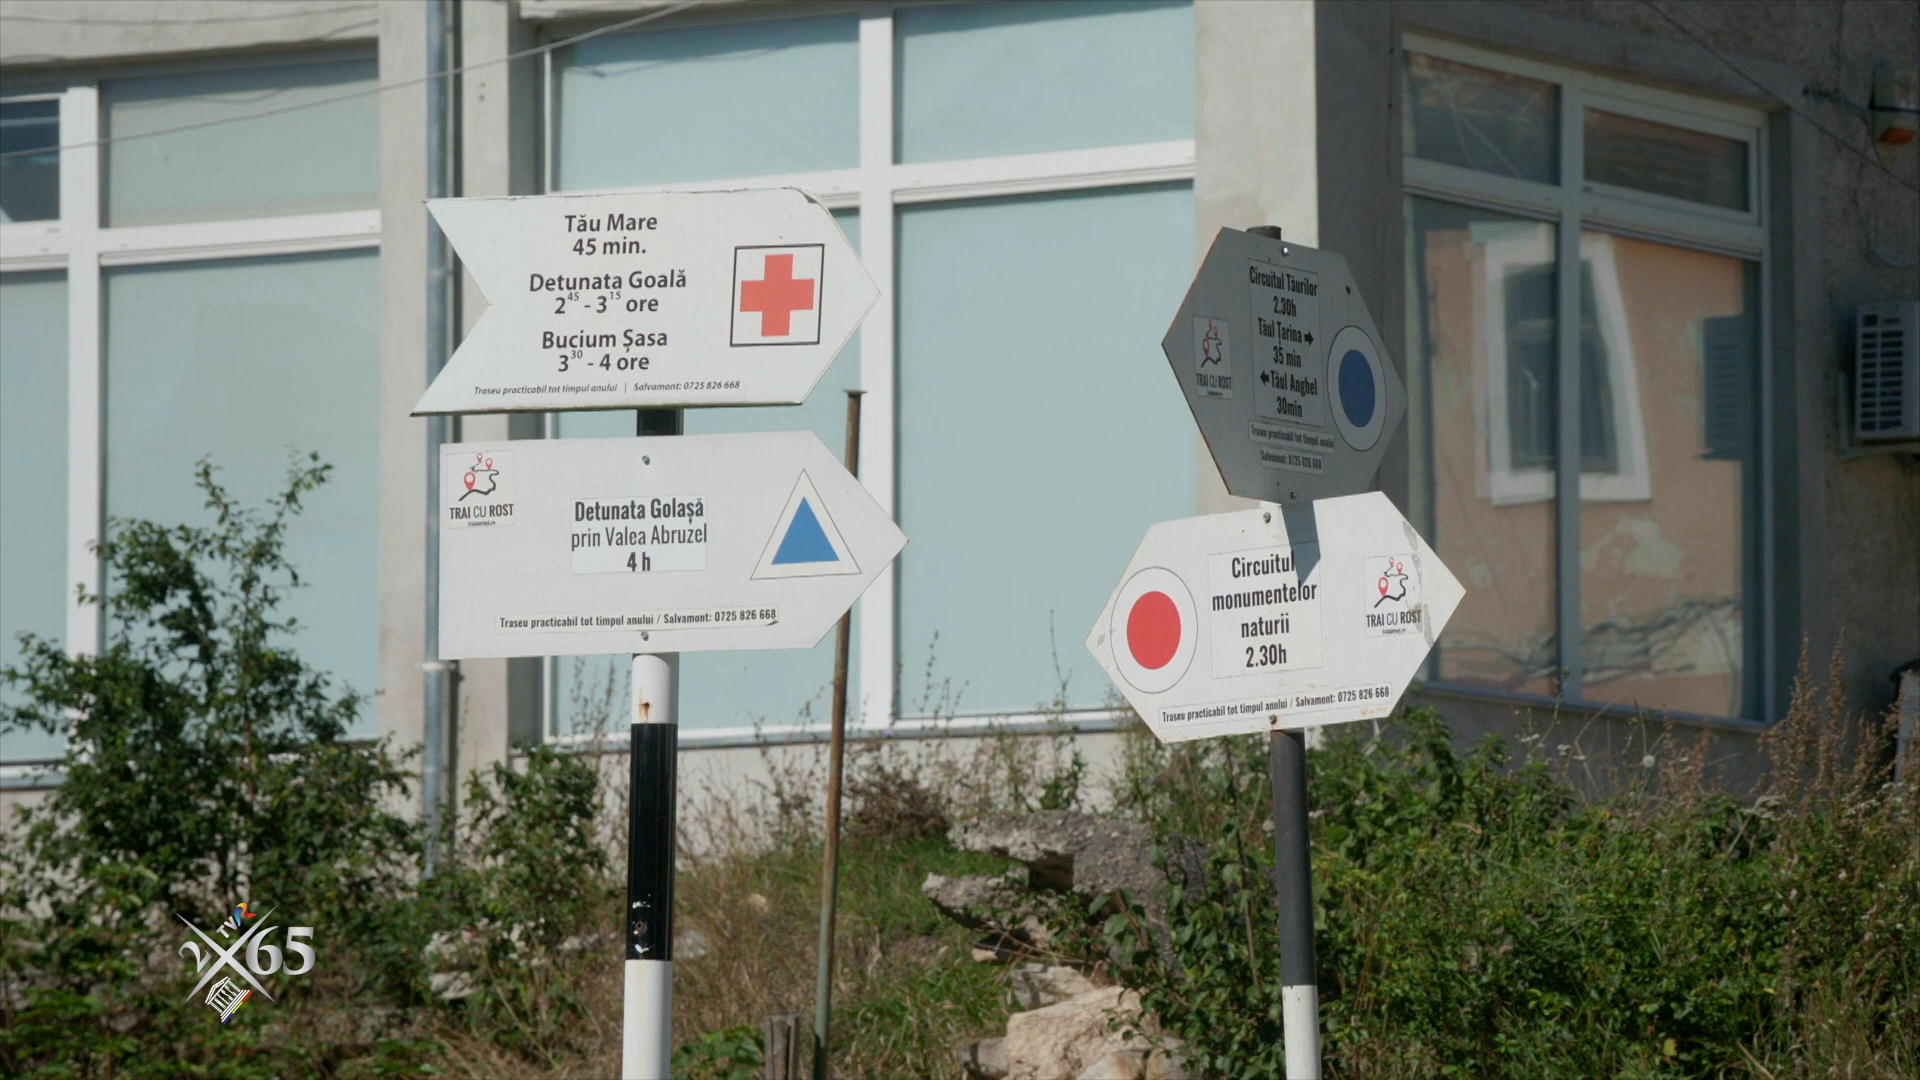 Tău Mare
45 min.
Detunata Goală
2⁴⁵ - 3¹⁵ ore
Bucium Șasa
3³⁰ - 4 ore
Traseu practicabil tot timpul anului | Salvamont: 0725 826 668
TRAI CU ROST
Detunata Golașă
prin Valea Abruzel
4 h
Traseu practicabil tot timpul anului / Salvamont: 0725 826 668
Circuitul Tăurilor
2.30h
Tăul Țarina ➡
35 min
⬅ Tăul Anghel
30min
TRAI CU ROST
Traseu practicabil tot timpul anului
Salvamont: 0725 826 668
Circuitul
monumentelor
naturii
2.30h
TRAI CU ROST
Traseu practicabil tot timpul anului / Salvamont: 0725 826 668
TVR
2X65